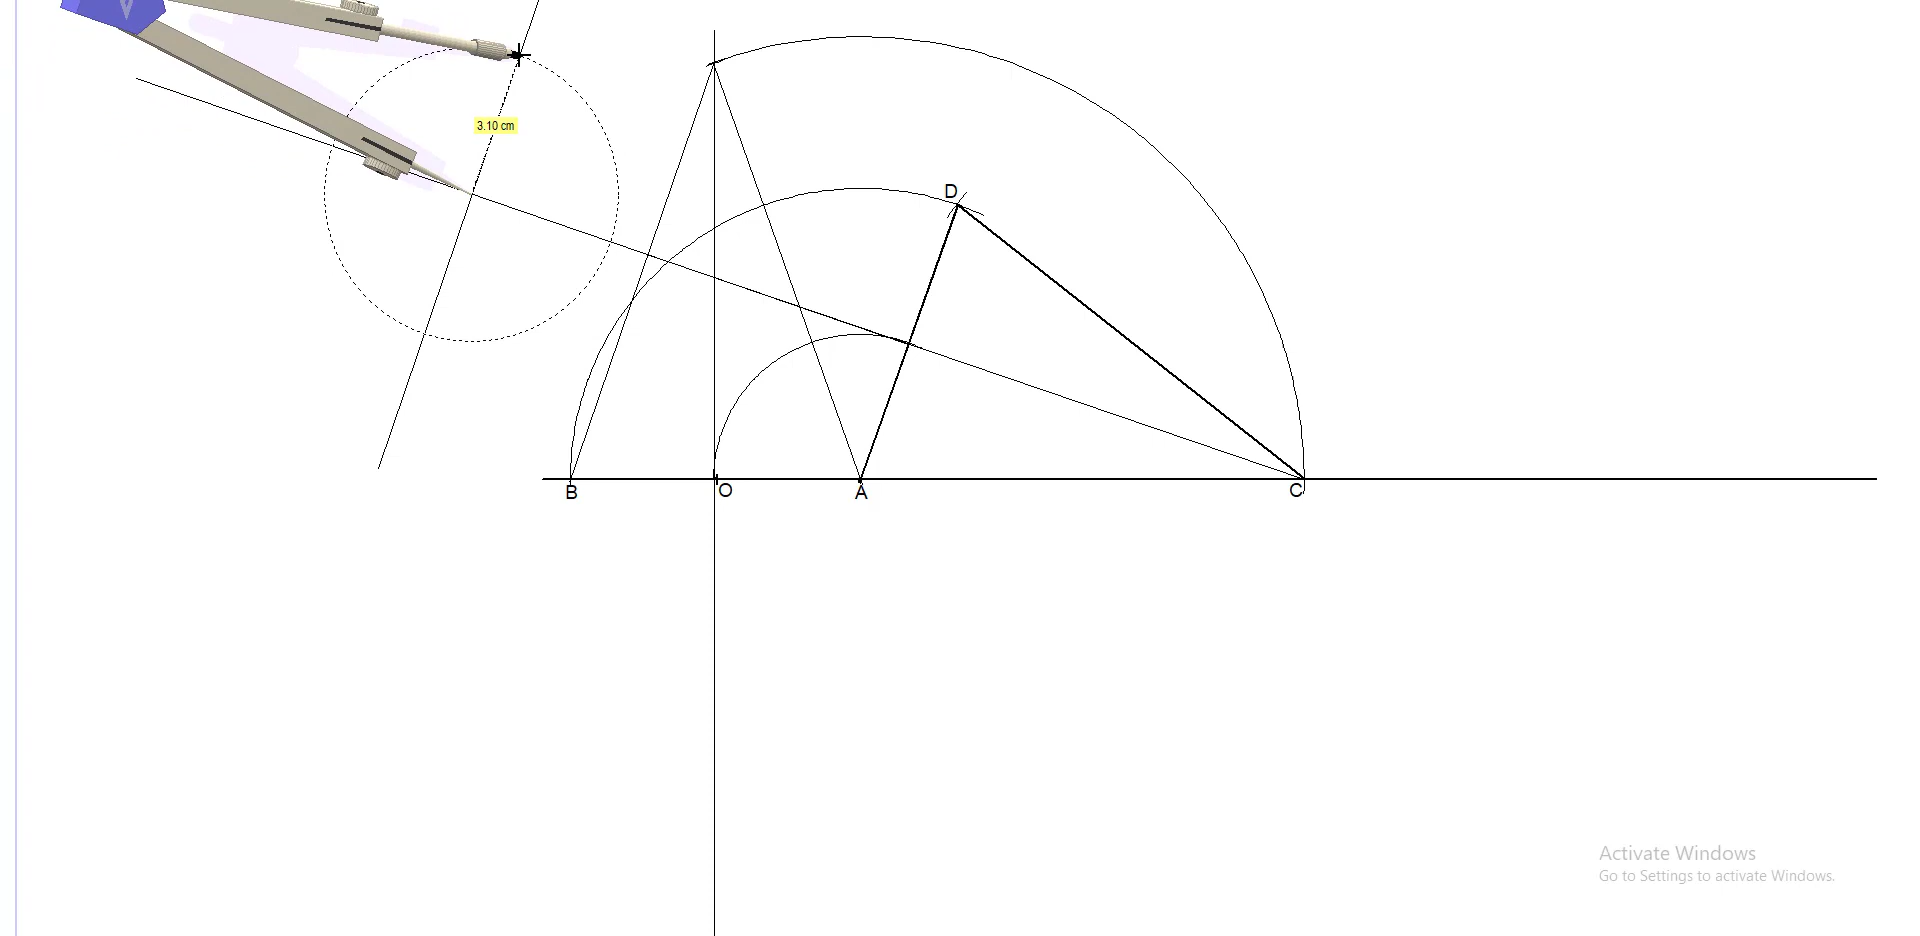 3.10 cm
D
B
O
A
C
Activate Windows
Go to Settings to activate Windows.